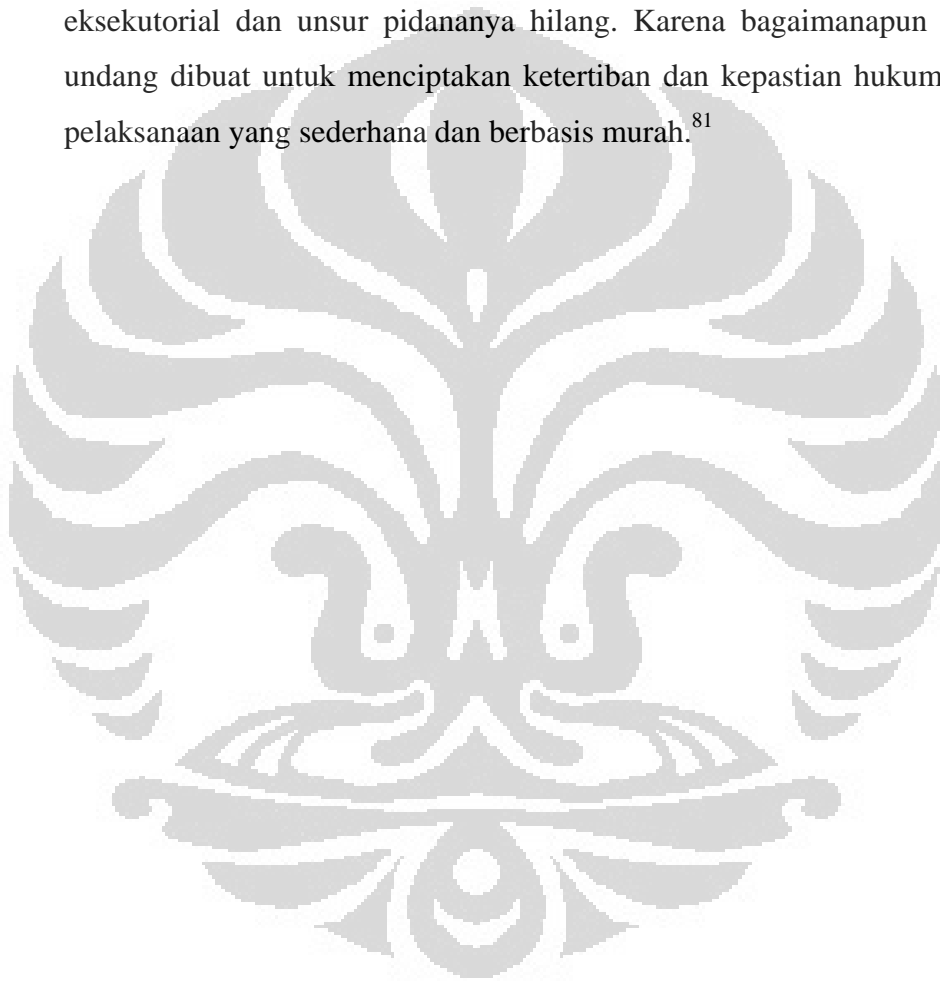 eksekutorial dan unsur pidananya hilang. Karena bagaimanapun
undang dibuat untuk menciptakan ketertiban dan kepastian hukum
pelaksanaan yang sederhana dan berbasis murah.81